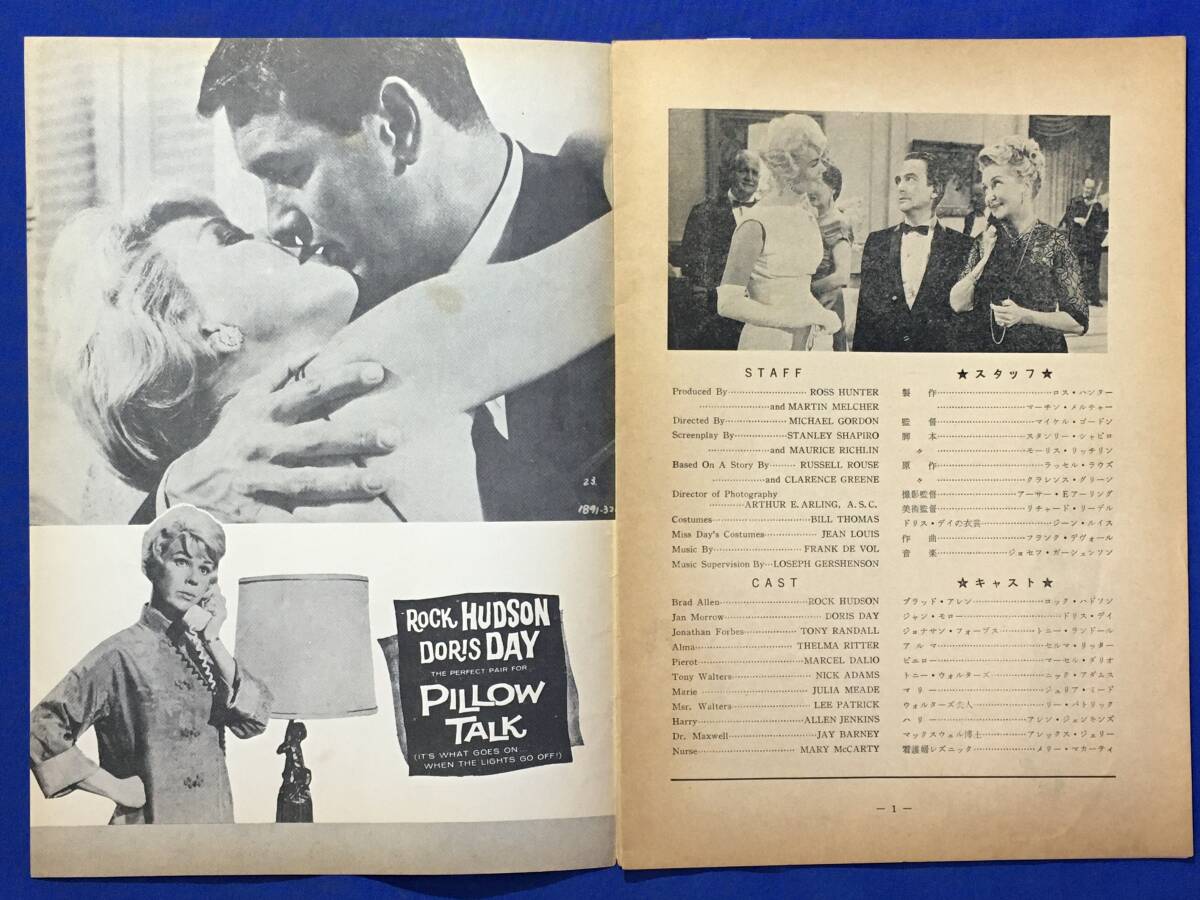 23.
1891-32
ROCK HUDSON
DORIS DAY
THE PERFECT PAIR FOR...
PILLOW
TALK
(IT'S WHAT GOES ON...
WHEN THE LIGHTS GO OFF!)
STAFF
Produced By ROSS HUNTER
and MARTIN MELCHER
Directed By MICHAEL GORDON
Screenplay By STANLEY SHAPIRO
and MAURICE RICHLIN
Based On A Story By RUSSELL ROUSE
and CLARENCE GREENE
Director of Photography
ARTHUR E. ARLING, A.S.C.
Costumes BILL THOMAS
Miss Day's Costumes JEAN LOUIS
Music By FRANK DE VOL
Music Supervision By LOSEPH GERSHENSON
CAST
Brad Allen ROCK HUDSON
Jan Morrow DORIS DAY
Jonathan Forbes TONY RANDALL
Alma THELMA RITTER
Pierot MARCEL DALIO
Tony Walters NICK ADAMS
Marie JULIA MEADE
Msr. Walters LEE PATRICK
Harry ALLEN JENKINS
Dr. Maxwell JAY BARNEY
Nurse MARY McCARTY
★スタッフ★
製作 ロス・ハンター
マーチン・メルチャー
監督 マイケル・ゴードン
脚本 スタンリー・シャピロ
〃 モーリス・リッチリン
原作 ラッセル・ラウズ
〃 クラレンス・グリーン
撮影監督 アーサー・Eアーリング
美術監督 リチャード・リーデル
ドリス・デイの衣裳 ジーン・ルイス
作曲 フランク・デヴォール
音楽 ジョセフ・ガーシェンソン
★キャスト★
ブラッド・アレン ロック・ハドソン
ジャン・モロー ドリス・デイ
ジョナサン・フォーブス トニー・ランドール
アルマ セルマ・リッター
ピエロー マーセル・ダリオ
トニー・ウォルターズ ニック・アダムス
マリー ジュリア・ミード
ウォルターズ夫人 リー・パトリック
ハリー アレン・ジェンキンズ
マックスウェル博士 アレックス・ジェリー
看護婦レズニック メリー・マカーティ
— 1 —